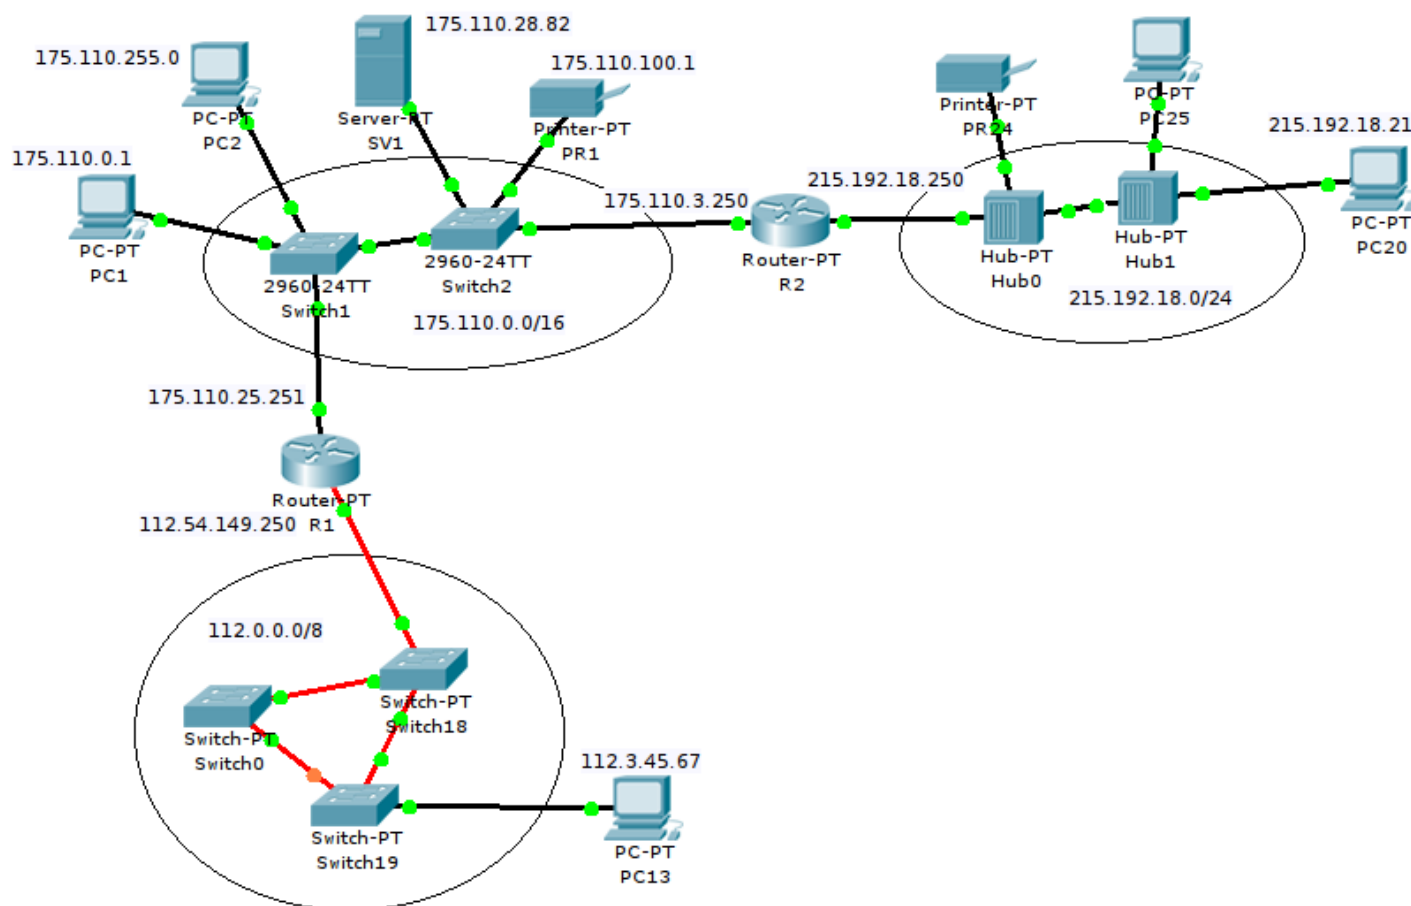 175.110.28.82
175.110.255.0
175.110.100.1
PC-PT
PC2
Server-PT
SV1
Printer-PT
PR1
Printer-PT
PR24
PC-PT
PC25
215.192.18.21
175.110.0.1
PC-PT
PC1
175.110.3.250
215.192.18.250
PC-PT
PC20
2960-24TT
Switch1
2960-24TT
Switch2
Router-PT
R2
Hub-PT
Hub0
Hub-PT
Hub1
175.110.0.0/16
215.192.18.0/24
175.110.25.251
Router-PT
R1
112.54.149.250
112.0.0.0/8
Switch-PT
Switch18
Switch-PT
Switch0
112.3.45.67
Switch-PT
Switch19
PC-PT
PC13